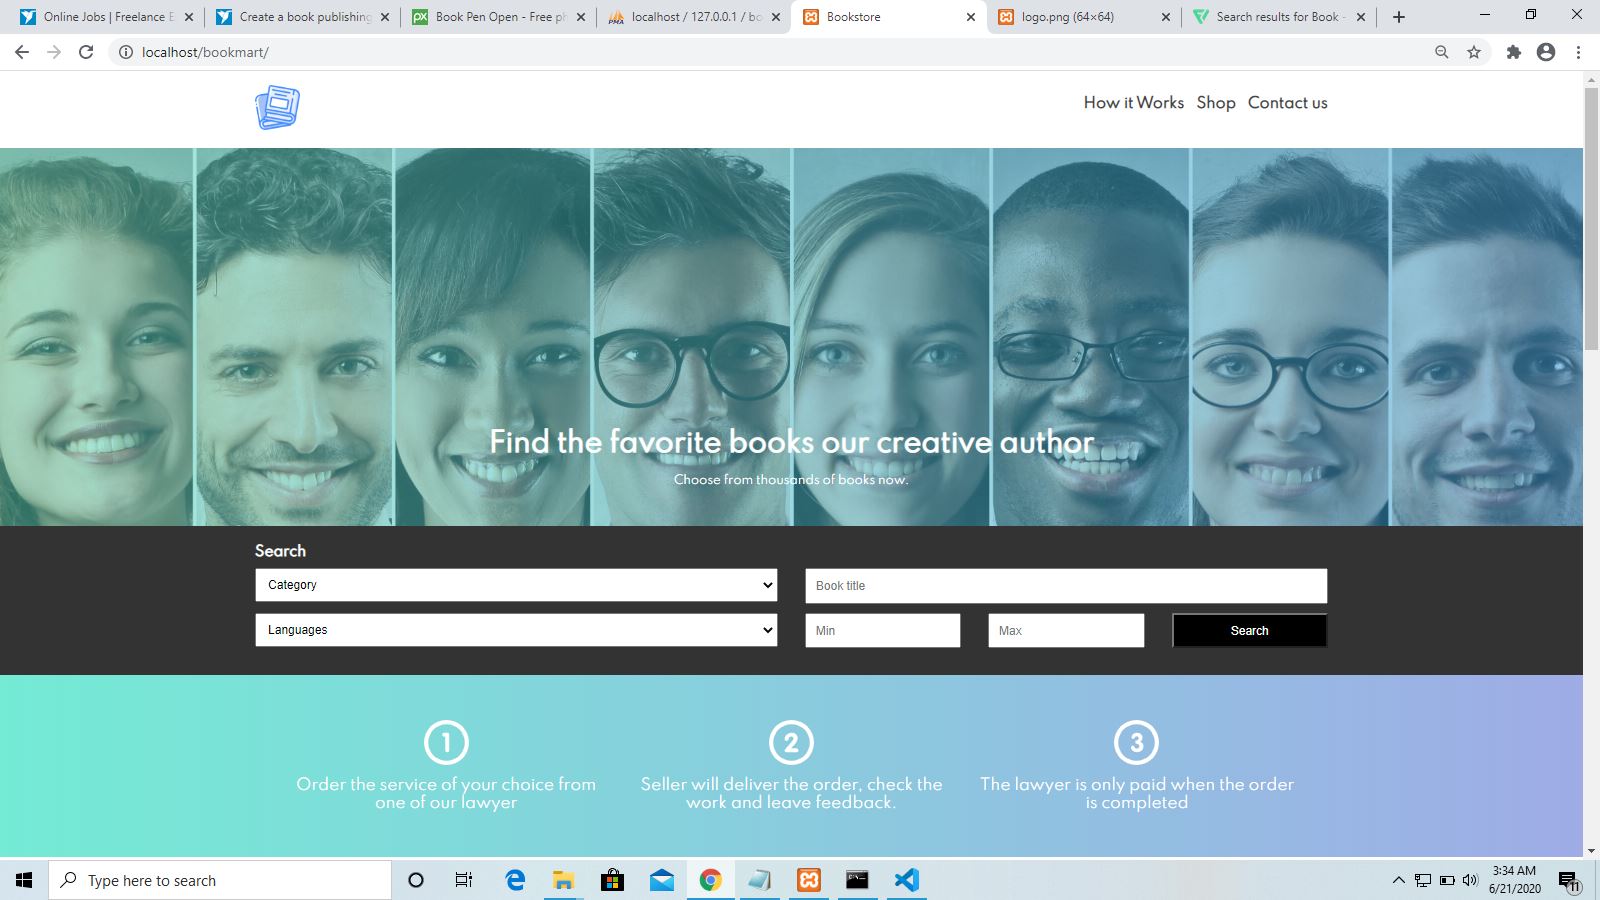 Online Jobs | Freelance E
Create a book publishing
Book Pen Open - Free ph
localhost / 127.0.0.1 / bo
Bookstore
logo.png (64×64)
Search results for Book -
localhost/bookmart/
How it Works Shop Contact us
Find the favorite books our creative author
Choose from thousands of books now.
Search
Category
Book title
Languages
Min
Max
Search
1
2
3
Order the service of your choice from
one of our lawyer
Seller will deliver the order, check the
work and leave feedback.
The lawyer is only paid when the order
is completed
Type here to search
3:34 AM
6/21/2020
11